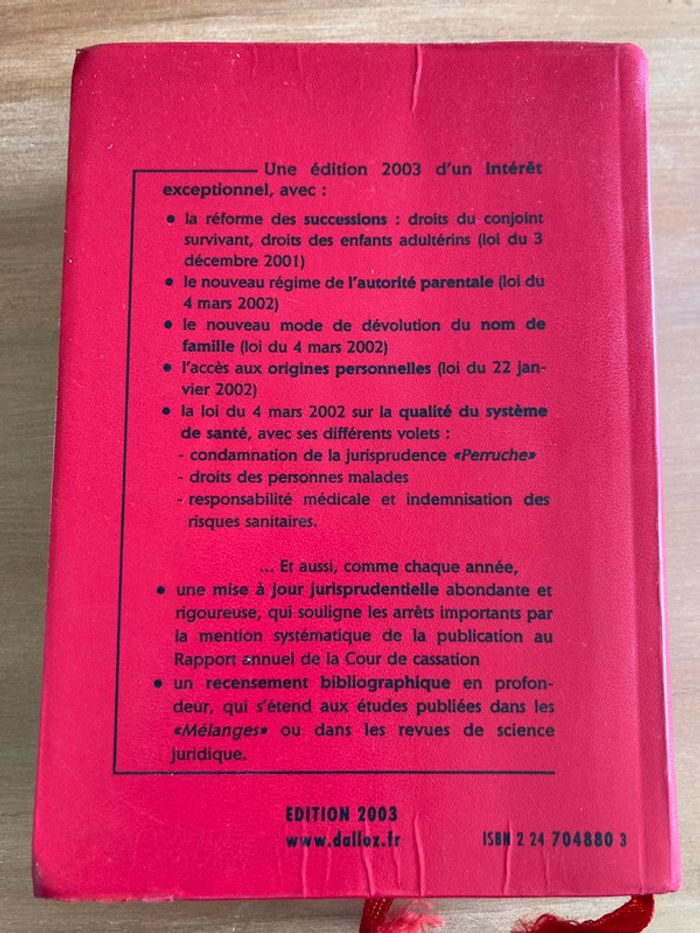 Une édition 2003 d'un intérêt
exceptionnel, avec :
• la réforme des successions : droits du conjoint
survivant, droits des enfants adultérins (loi du 3
décembre 2001)
• le nouveau régime de l'autorité parentale (loi du
4 mars 2002)
• le nouveau mode de dévolution du nom de
famille (loi du 4 mars 2002)
• l'accès aux origines personnelles (loi du 22 jan-
vier 2002)
• la loi du 4 mars 2002 sur la qualité du système
de santé, avec ses différents volets :
- condamnation de la jurisprudence «Perruche»
- droits des personnes malades
- responsabilité médicale et indemnisation des
risques sanitaires.
... Et aussi, comme chaque année,
• une mise à jour jurisprudentielle abondante et
rigoureuse, qui souligne les arrêts importants par
la mention systématique de la publication au
Rapport annuel de la Cour de cassation
• un recensement bibliographique en profon-
deur, qui s'étend aux études publiées dans les
«Mélanges» ou dans les revues de science
juridique.
EDITION 2003
www.dalloz.fr
ISBN 2 24 704880 3